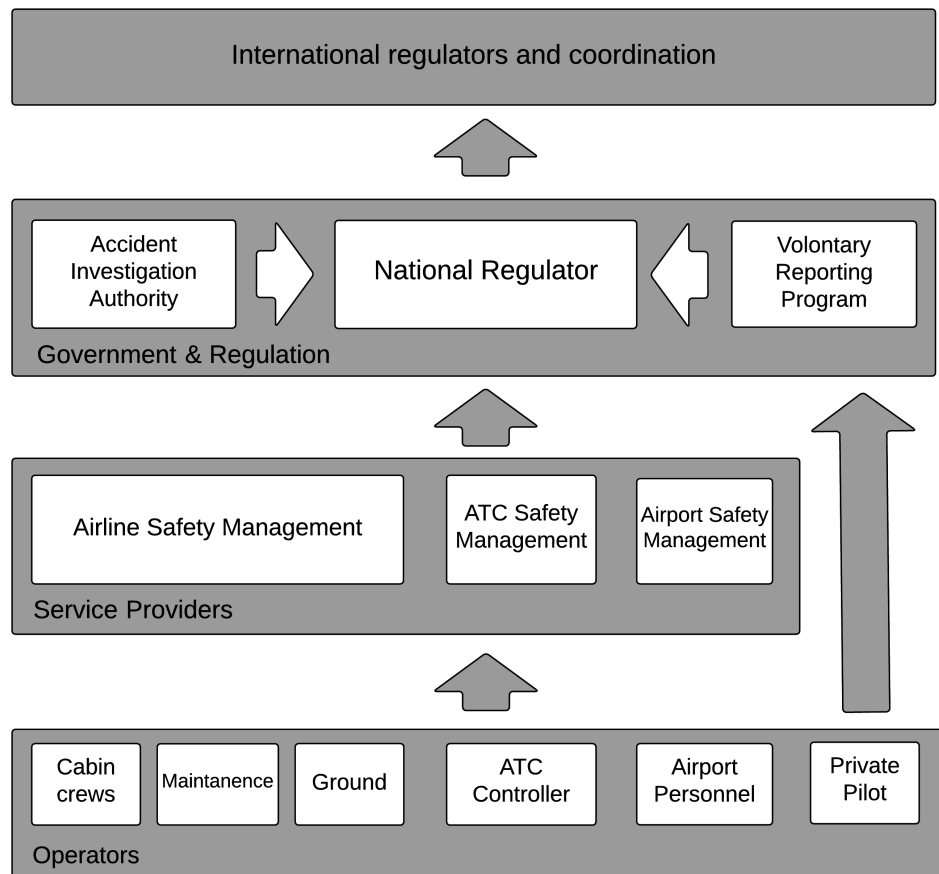 International regulators and coordination
Accident
Investigation
Authority
National Regulator
Volontary
Reporting
Program
Government & Regulation
Airline Safety Management
ATC Safety
Management
Airport Safety
Management
Service Providers
Cabin
crews
Maintanence
Ground
ATC
Controller
Airport
Personnel
Private
Pilot
Operators